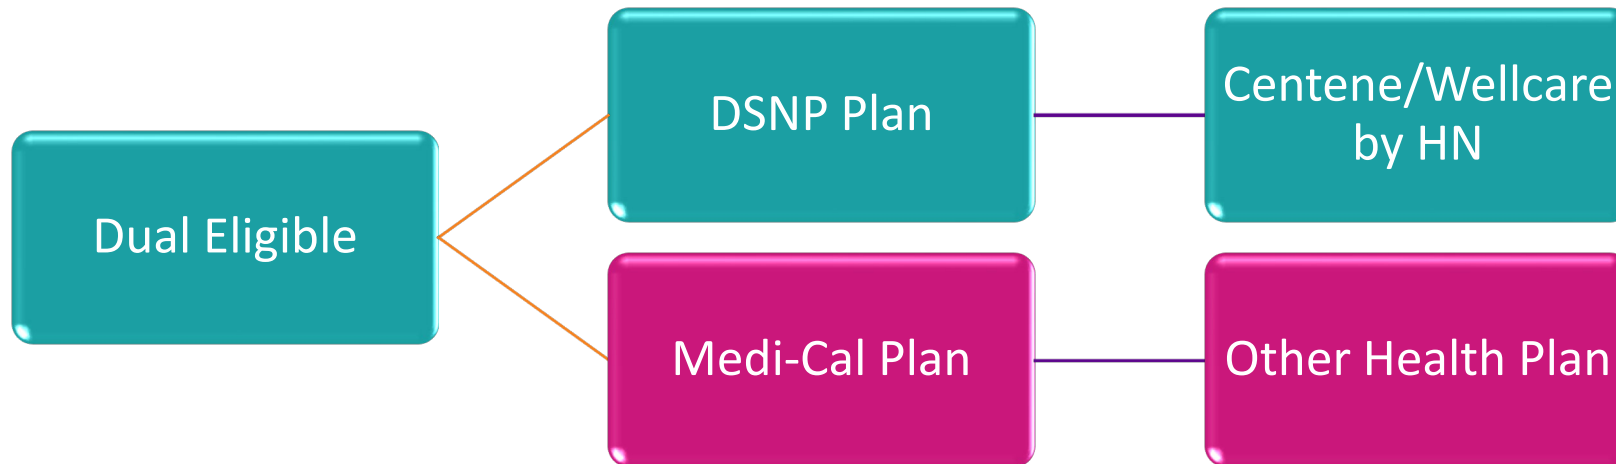 Dual Eligible
DSNP Plan
Centene/Wellcare
by HN
Medi-Cal Plan
Other Health Plan